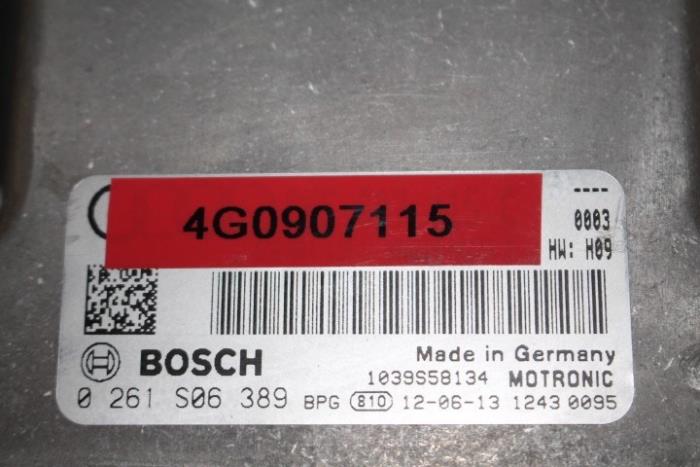 4G0907115
----
0003
HW: H09
BOSCH
Made in Germany
1039S58134 MOTRONIC
0 261 S06 389 BPG 810 12-06-13 1243 0095